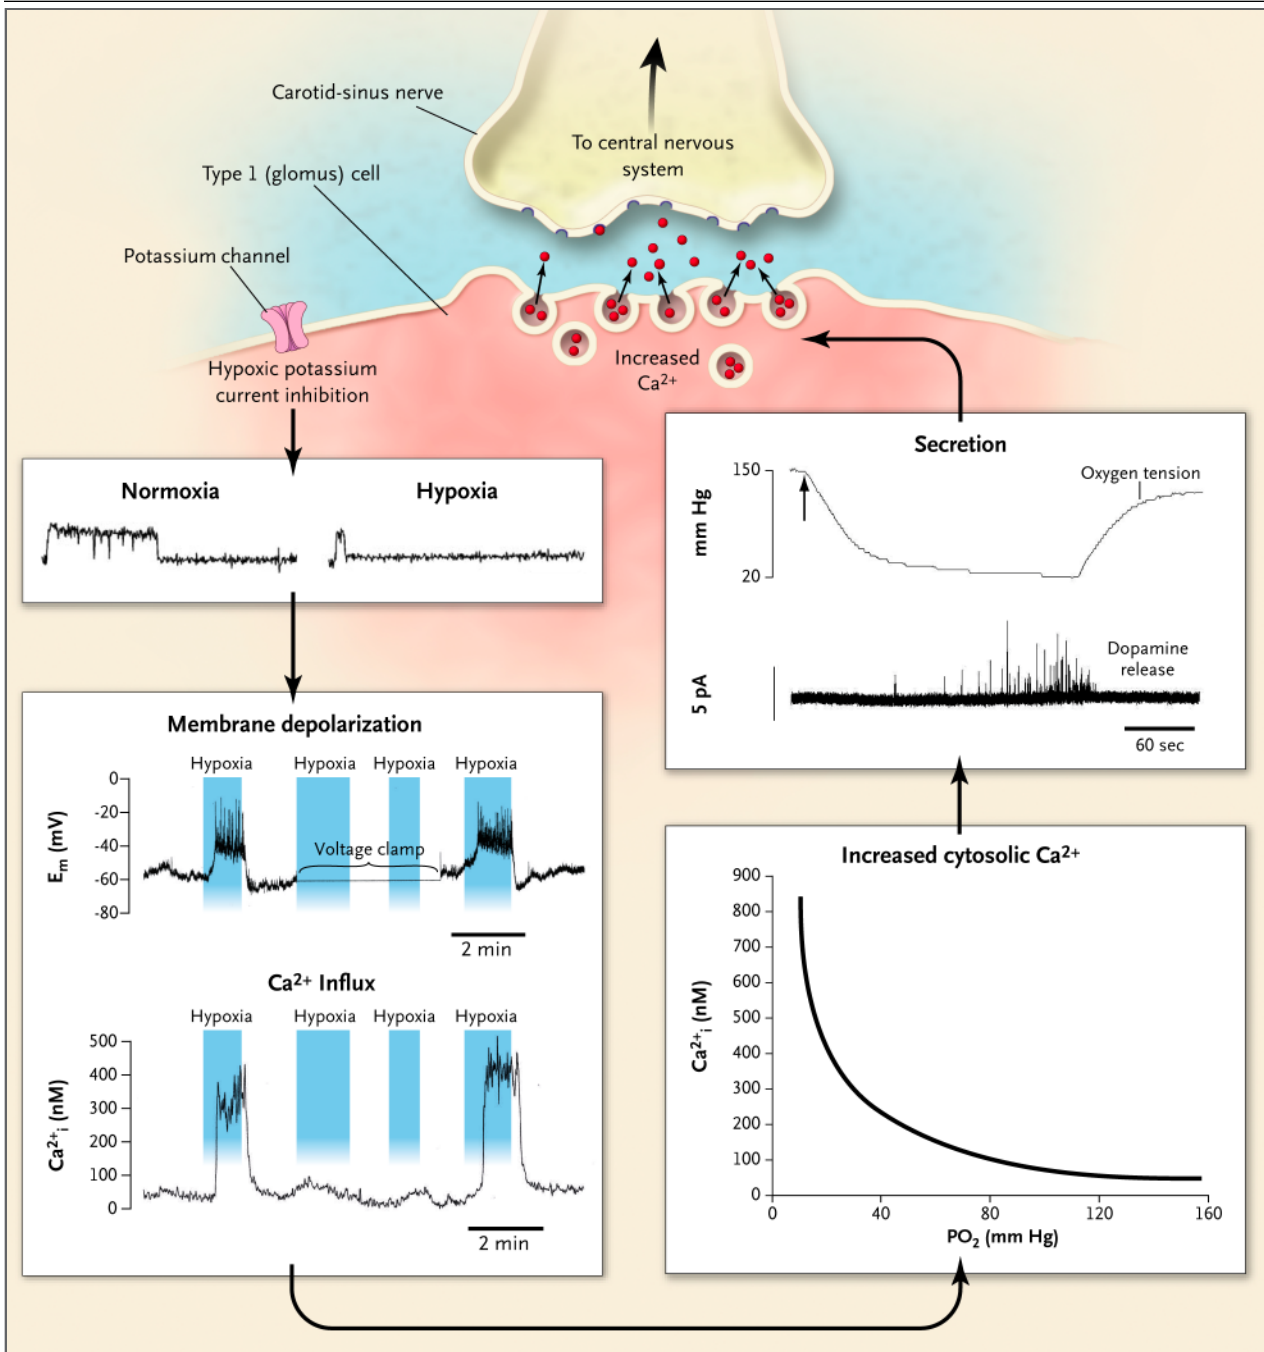 Carotid-sinus nerve
To central nervous
system
Type 1 (glomus) cell
Potassium channel
Hypoxic potassium
current inhibition
Increased
Ca²⁺
Normoxia
Hypoxia
Membrane depolarization
Hypoxia Hypoxia Hypoxia Hypoxia
Eₘ (mV)
0
-20
-40
-60
-80
Voltage clamp
2 min
Ca²⁺ Influx
Hypoxia Hypoxia Hypoxia Hypoxia
Ca²⁺ᵢ (nM)
500
400
300
200
100
0
2 min
Secretion
mm Hg
150
20
Oxygen tension
5 pA
Dopamine
release
60 sec
Increased cytosolic Ca²⁺
Ca²⁺ᵢ (nM)
900
800
700
600
500
400
300
200
100
0
0 40 80 120 160
PO₂ (mm Hg)